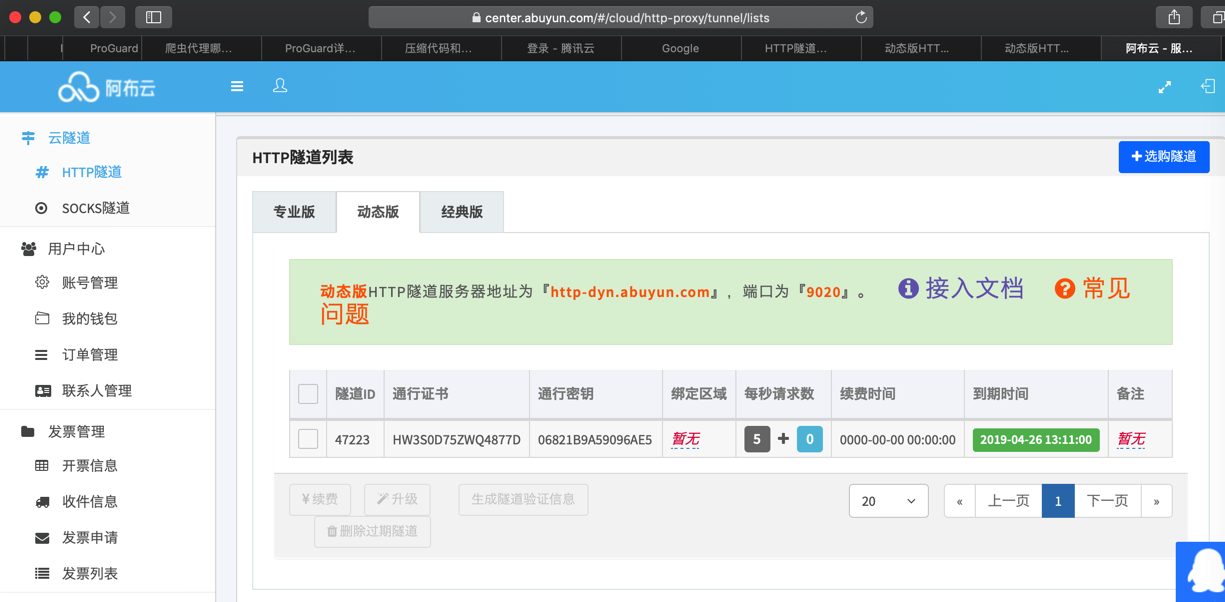 center.abuyun.com/#/cloud/http-proxy/tunnel/lists
ProGuard
爬虫代理哪...
ProGuard详...
压缩代码和...
登录 - 腾讯云
Google
HTTP隧道...
动态版HTT...
动态版HTT...
阿布云 - 服...
阿布云
云隧道
HTTP隧道
SOCKS隧道
用户中心
账号管理
我的钱包
订单管理
联系人管理
发票管理
开票信息
收件信息
发票申请
发票列表
HTTP隧道列表
选购隧道
专业版
动态版
经典版
动态版HTTP隧道服务器地址为『http-dyn.abuyun.com』, 端口为『9020』。 接入文档 常见
问题
隧道ID 通行证书 通行密钥 绑定区域 每秒请求数 续费时间 到期时间 备注
47223 HW3S0D75ZWQ4877D 06821B9A59096AE5 暂无 5 + 0 0000-00-00 00:00:00 2019-04-26 13:11:00 暂无
¥续费 升级 生成隧道验证信息
删除过期隧道
20 « 上一页 1 下一页 »